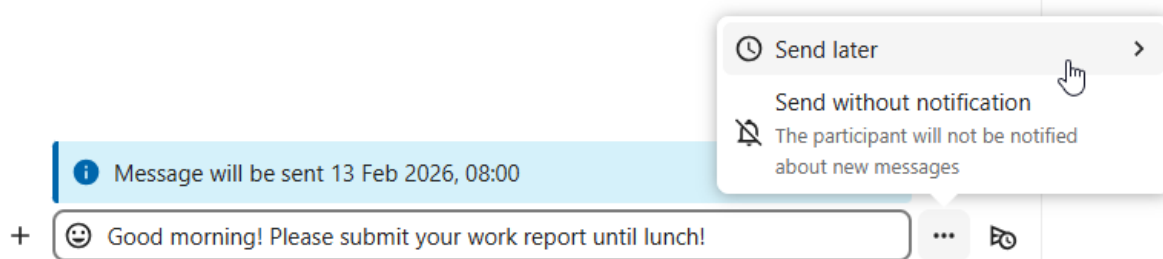 Send later
Send without notification
The participant will not be notified
about new messages
Message will be sent 13 Feb 2026, 08:00
Good morning! Please submit your work report until lunch!